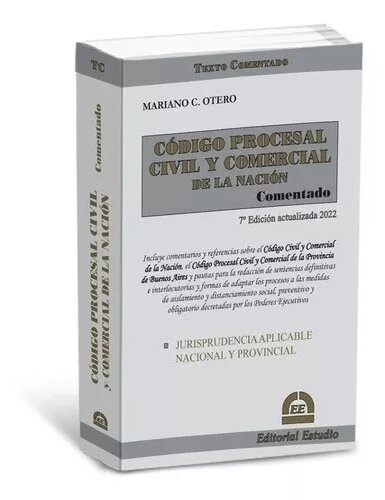 TEXTO COMENTADO
MARIANO C. OTERO
CÓDIGO PROCESAL
CIVIL Y COMERCIAL
DE LA NACIÓN
Comentado
7º Edición actualizada 2022
Incluye comentarios y referencias sobre el Código Civil y Comercial
de la Nación, el Código Procesal Civil y Comercial de la Provincia
de Buenos Aires y pautas para la redacción de sentencias definitivas
e interlocutorias y formas de adaptar los procesos a las medidas
de aislamiento y distanciamiento social, preventivo y
obligatorio decretadas por los Poderes Ejecutivos
JURISPRUDENCIA APLICABLE
NACIONAL Y PROVINCIAL
EE
Editorial Estudio
TC
Comentado
CÓDIGO PROCESAL CIVIL
y COMERCIAL DE LA NACIÓN
EE